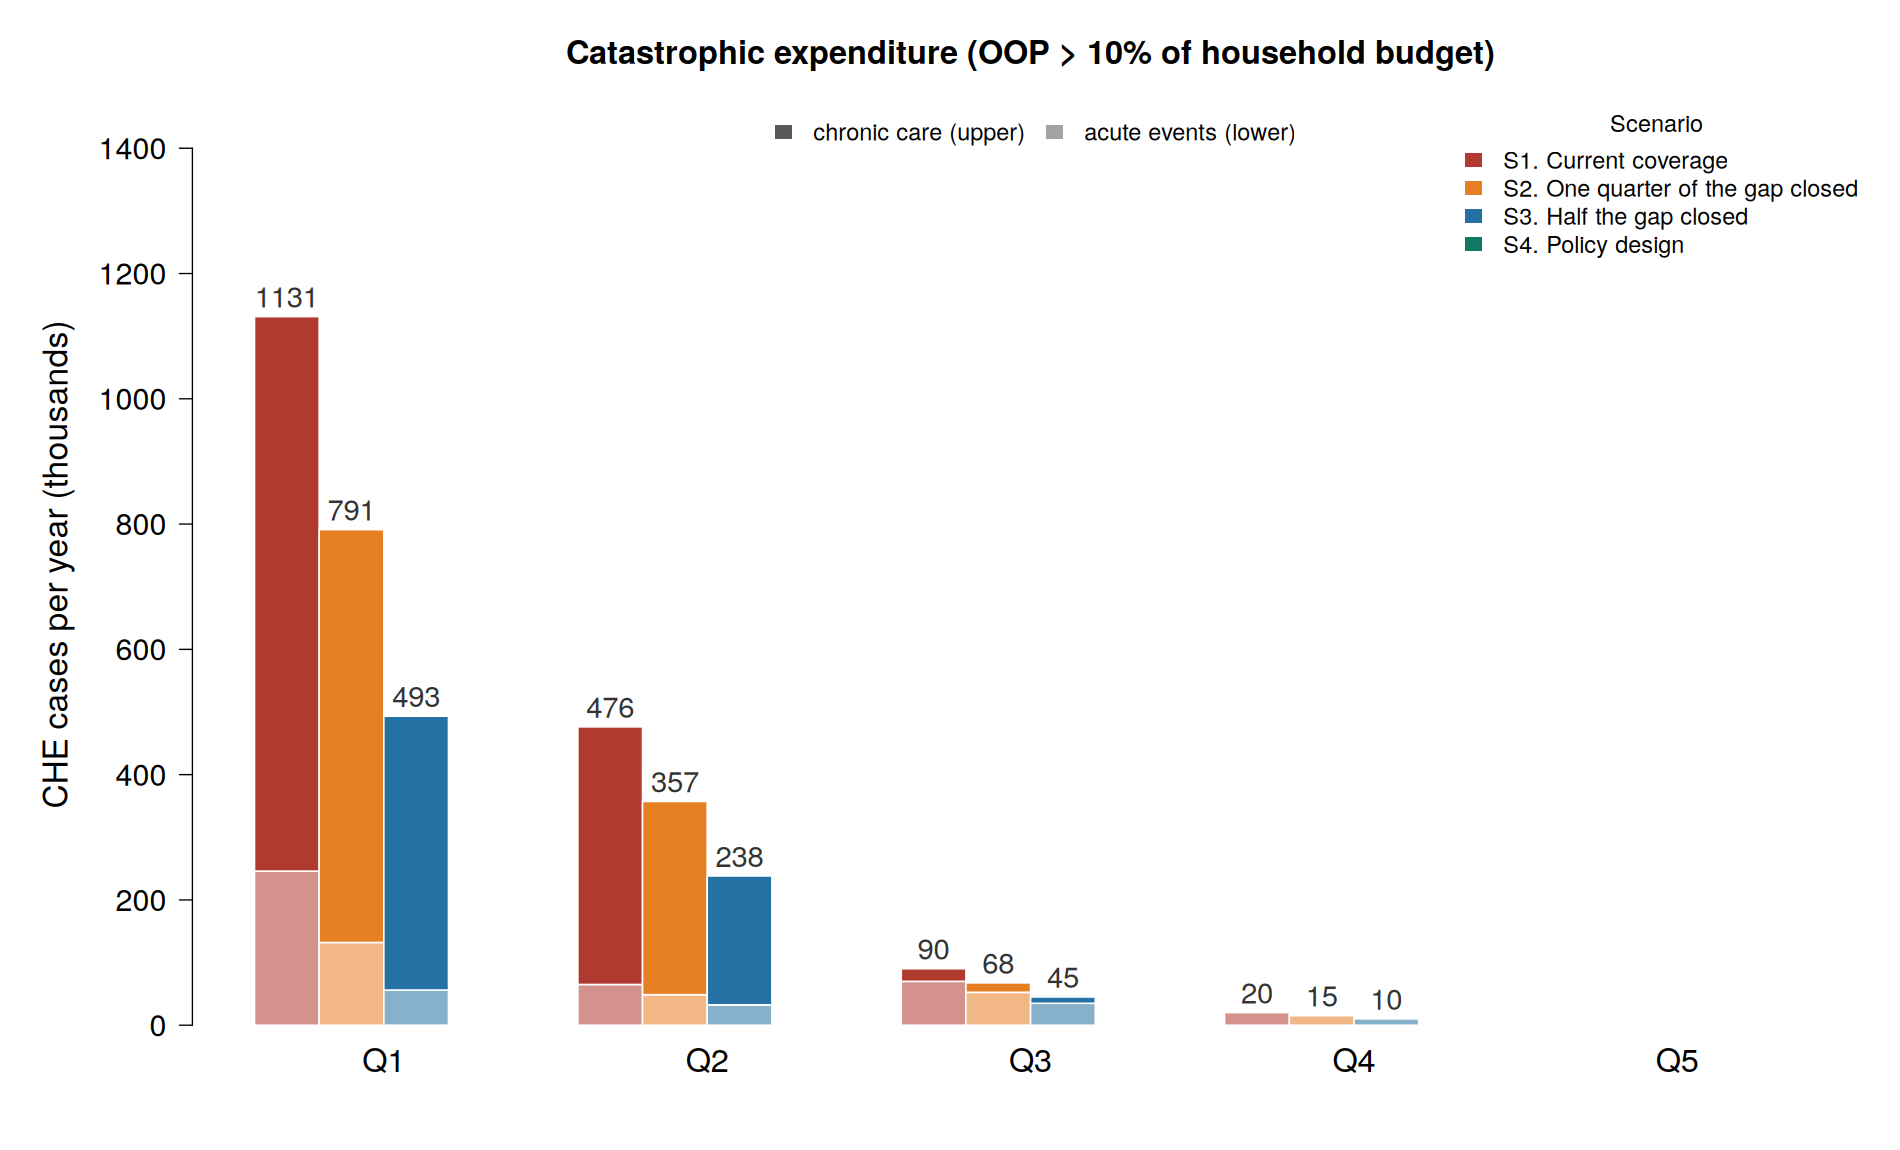 Catastrophic expenditure (OOP > 10% of household budget)
chronic care (upper)
acute events (lower)
Scenario
S1. Current coverage
S2. One quarter of the gap closed
S3. Half the gap closed
S4. Policy design
CHE cases per year (thousands)
1400
1200
1000
800
600
400
200
0
1131
791
493
476
357
238
90
68
45
20
15
10
Q1
Q2
Q3
Q4
Q5